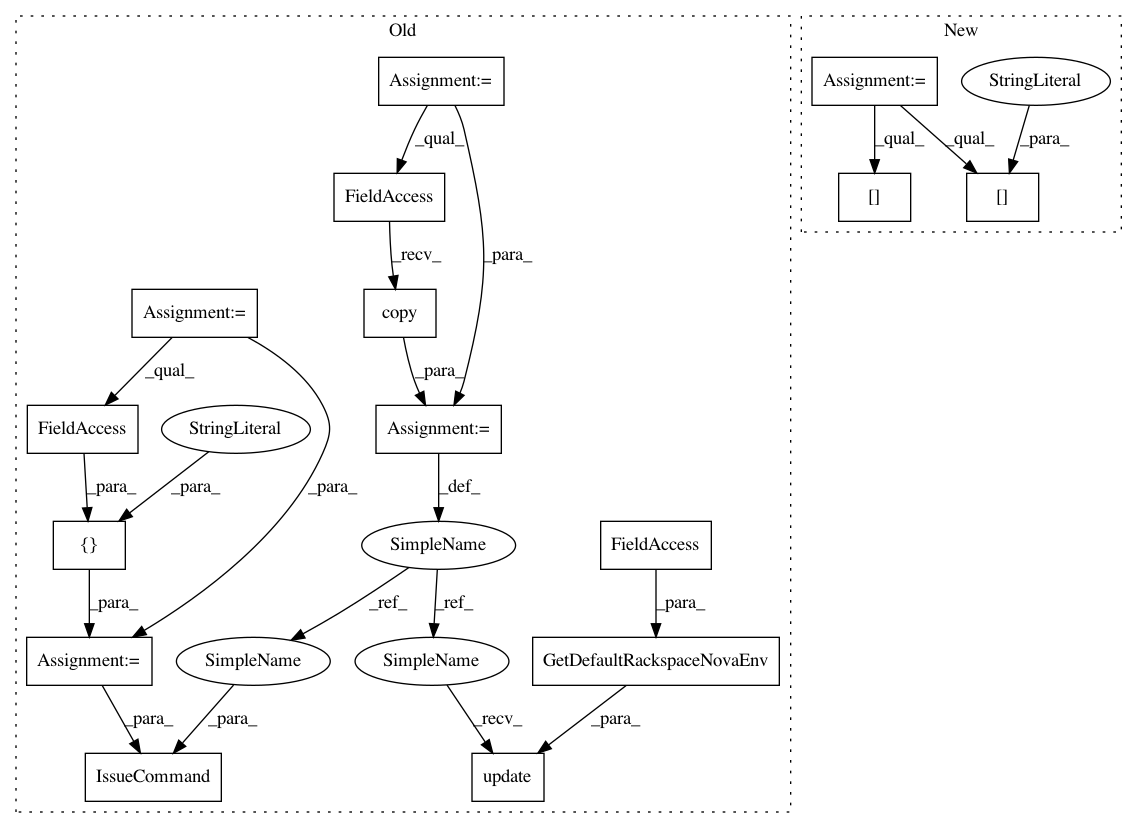 Old
New
Assignment:=
Assignment:=
StringLiteral
_qual_
_qual_
_qual_
_para_
FieldAccess
[]
[]
_recv_
_para_
Assignment:=
copy
_qual_
_para_
FieldAccess
StringLiteral
Assignment:=
_para_
_para_
_para_
_def_
{}
SimpleName
FieldAccess
_para_
_ref_
_ref_
_para_
Assignment:=
SimpleName
SimpleName
GetDefaultRackspaceNovaEnv
_para_
_para_
_recv_
_para_
IssueCommand
update